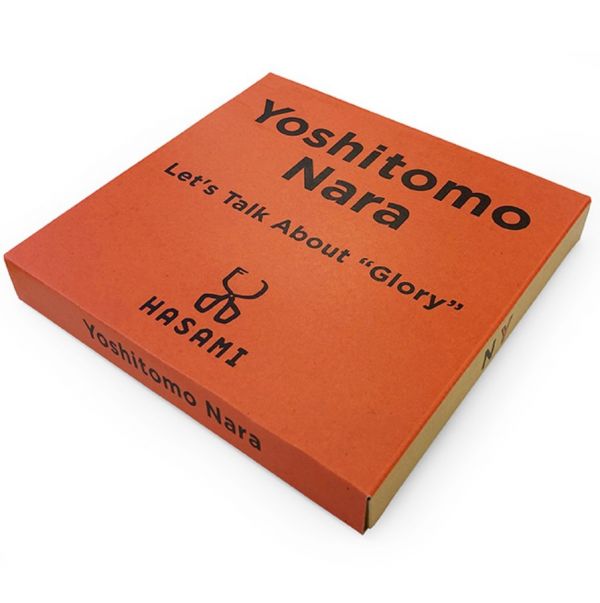 Yoshitomo
Nara
Let's Talk About “Glory”
HASAMI
Yoshitomo Nara
N Y